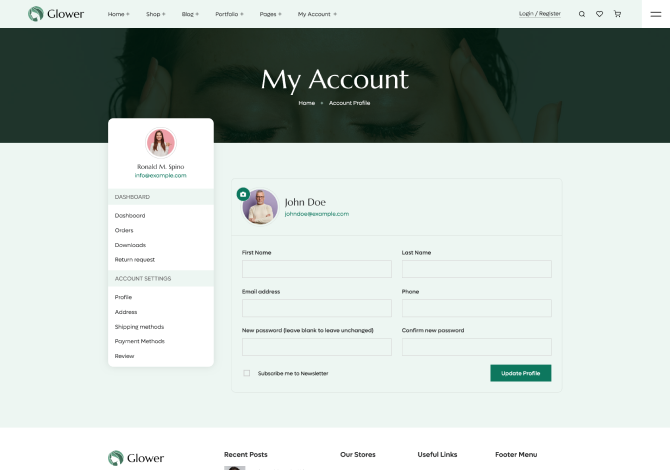 Glower
Home + Shop + Blog + Portfolio + Pages + My Account + Login / Register
My Account
Home Account Profile
Ronald M. Spino
info@example.com
DASHBOARD
Dashboard
Orders
Downloads
Return request
ACCOUNT SETTINGS
Profile
Address
Shipping methods
Payment Methods
Review
John Doe
johndoe@example.com
First Name Last Name
Email address Phone
New password (leave blank to leave unchanged) Confirm new password
Subscribe me to Newsletter Update Profile
Glower
Recent Posts Our Stores Useful Links Footer Menu